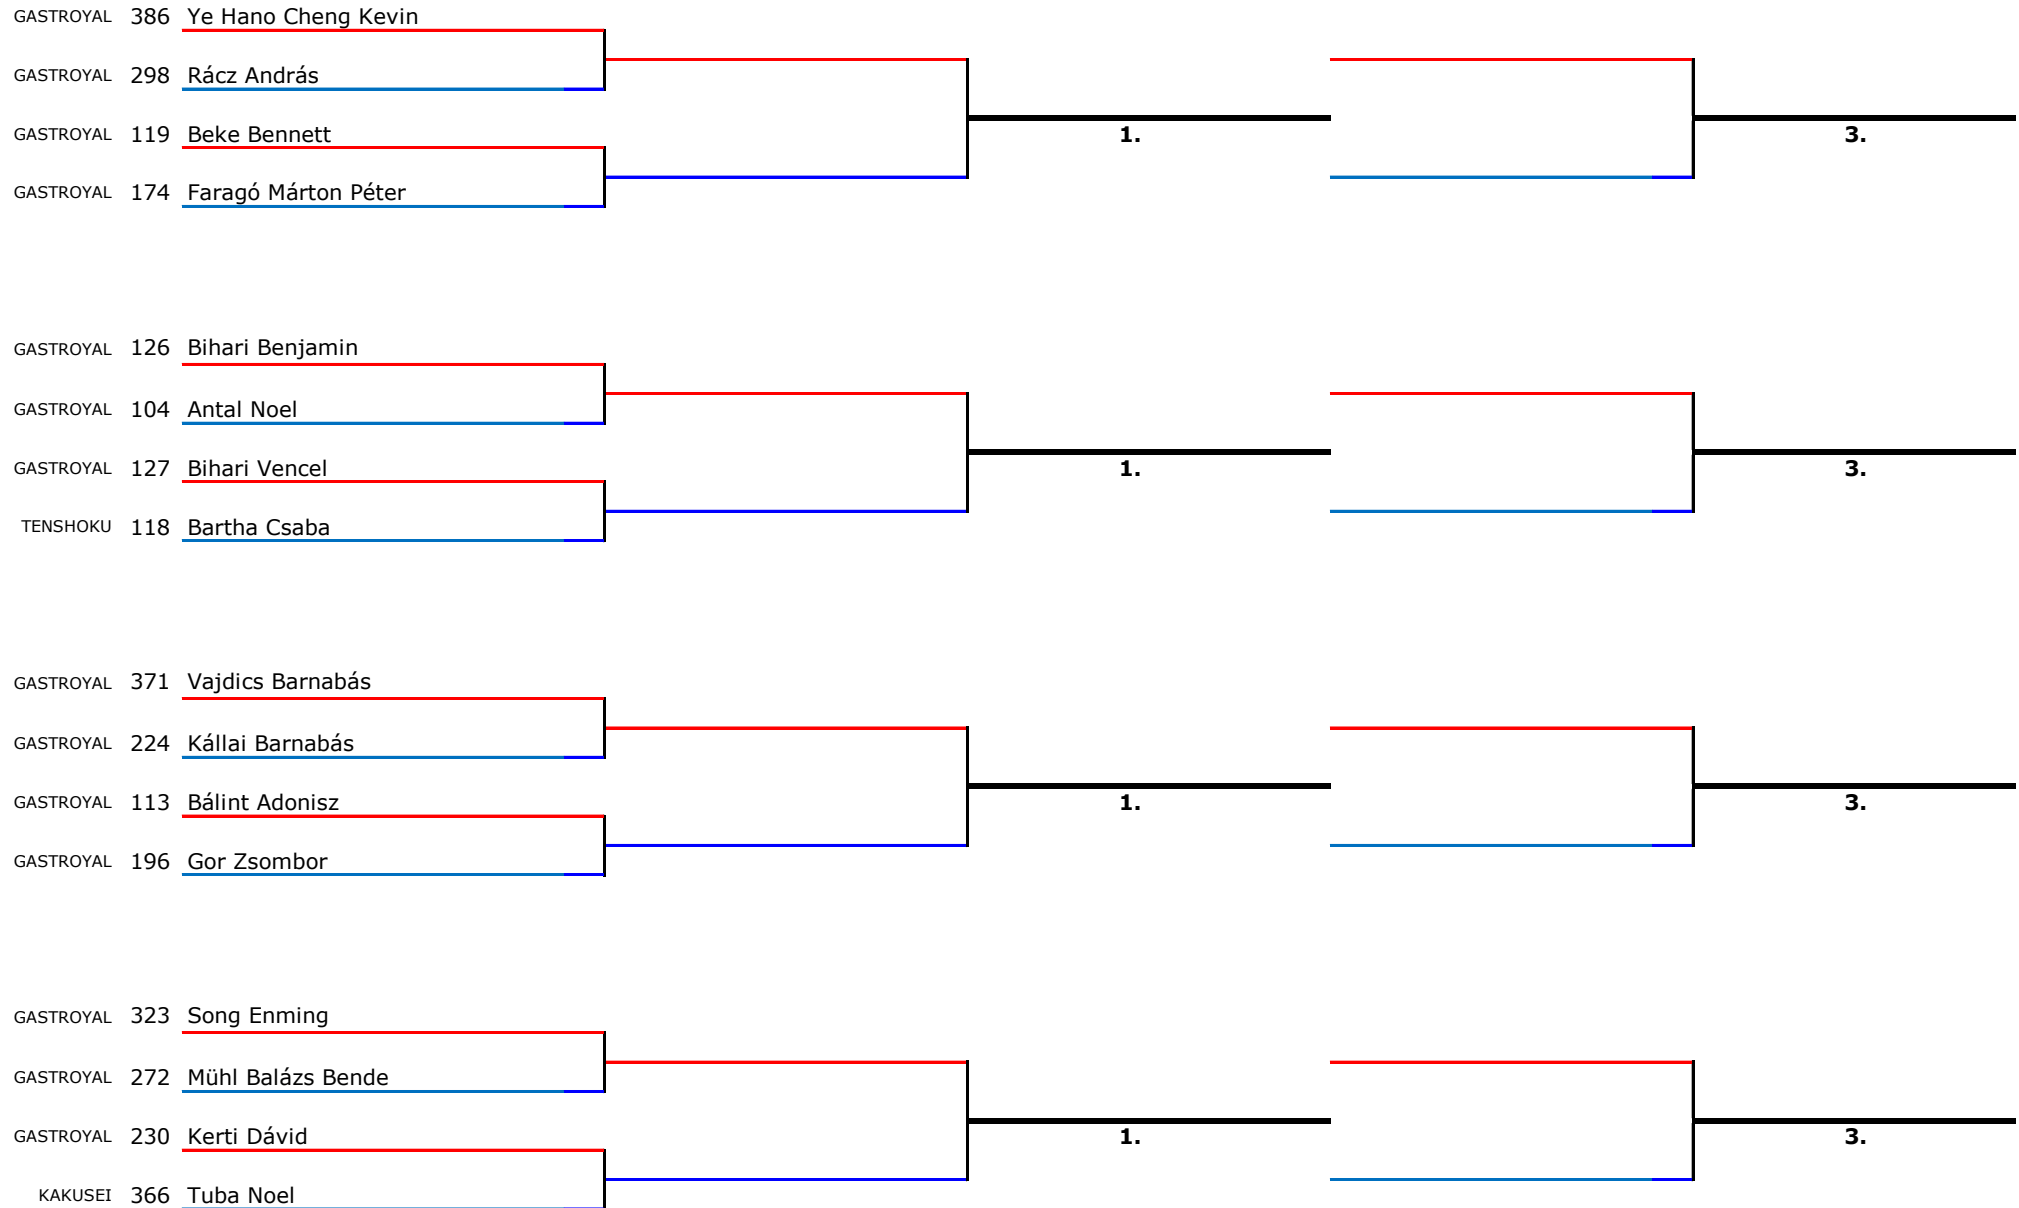 GASTROYAL 386 Ye Hano Cheng Kevin
GASTROYAL 298 Rácz András
GASTROYAL 119 Beke Bennett 1. 3.
GASTROYAL 174 Faragó Márton Péter
GASTROYAL 126 Bihari Benjamin
GASTROYAL 104 Antal Noel
GASTROYAL 127 Bihari Vencel 1. 3.
TENSHOKU 118 Bartha Csaba
GASTROYAL 371 Vajdics Barnabás
GASTROYAL 224 Kállai Barnabás
GASTROYAL 113 Bálint Adonisz 1. 3.
GASTROYAL 196 Gor Zsombor
GASTROYAL 323 Song Enming
GASTROYAL 272 Mühl Balázs Bende
GASTROYAL 230 Kerti Dávid 1. 3.
KAKUSEI 366 Tuba Noel